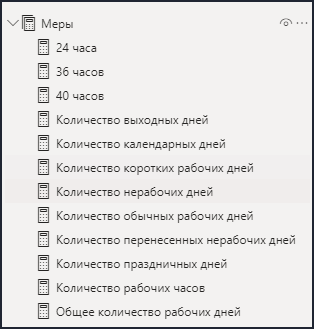 Меры
24 часа
36 часов
40 часов
Количество выходных дней
Количество календарных дней
Количество коротких рабочих дней
Количество нерабочих дней
Количество обычных рабочих дней
Количество перенесенных нерабочих дней
Количество праздничных дней
Количество рабочих часов
Общее количество рабочих дней